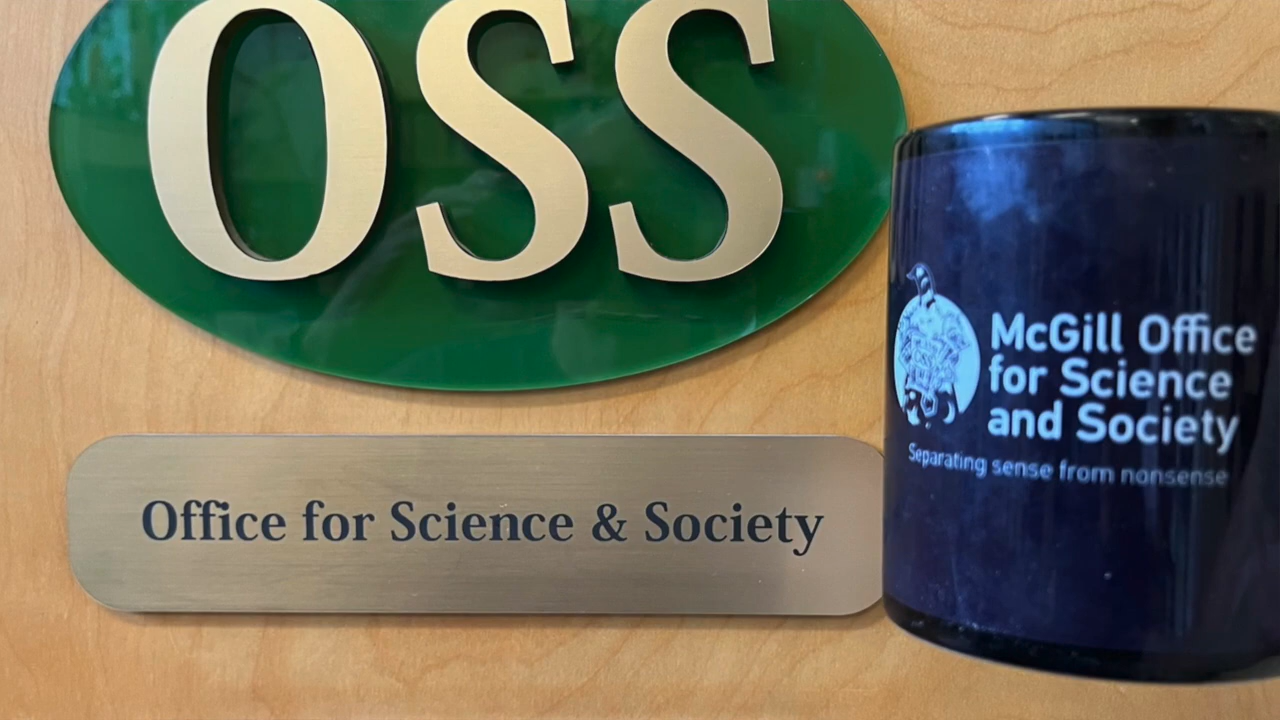 OSS
Office for Science & Society
McGill Office
for Science
and Society
Separating sense from nonsense